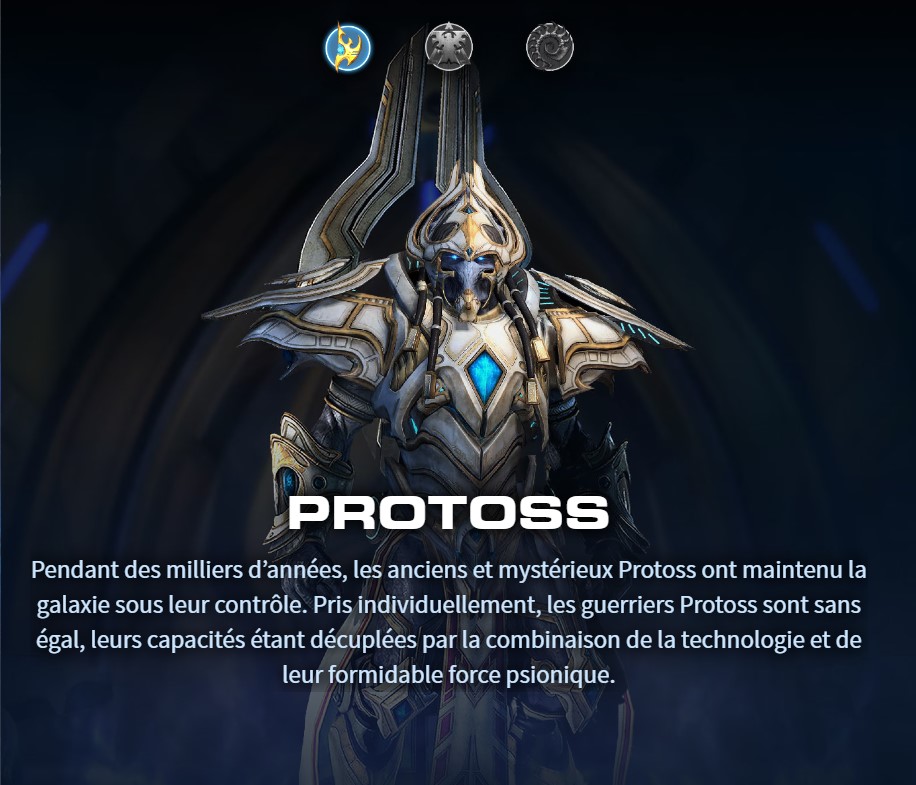 PROTOSS
Pendant des milliers d’années, les anciens et mystérieux Protoss ont maintenu la
galaxie sous leur contrôle. Pris individuellement, les guerriers Protoss sont sans
égal, leurs capacités étant décuplées par la combinaison de la technologie et de
leur formidable force psionique.